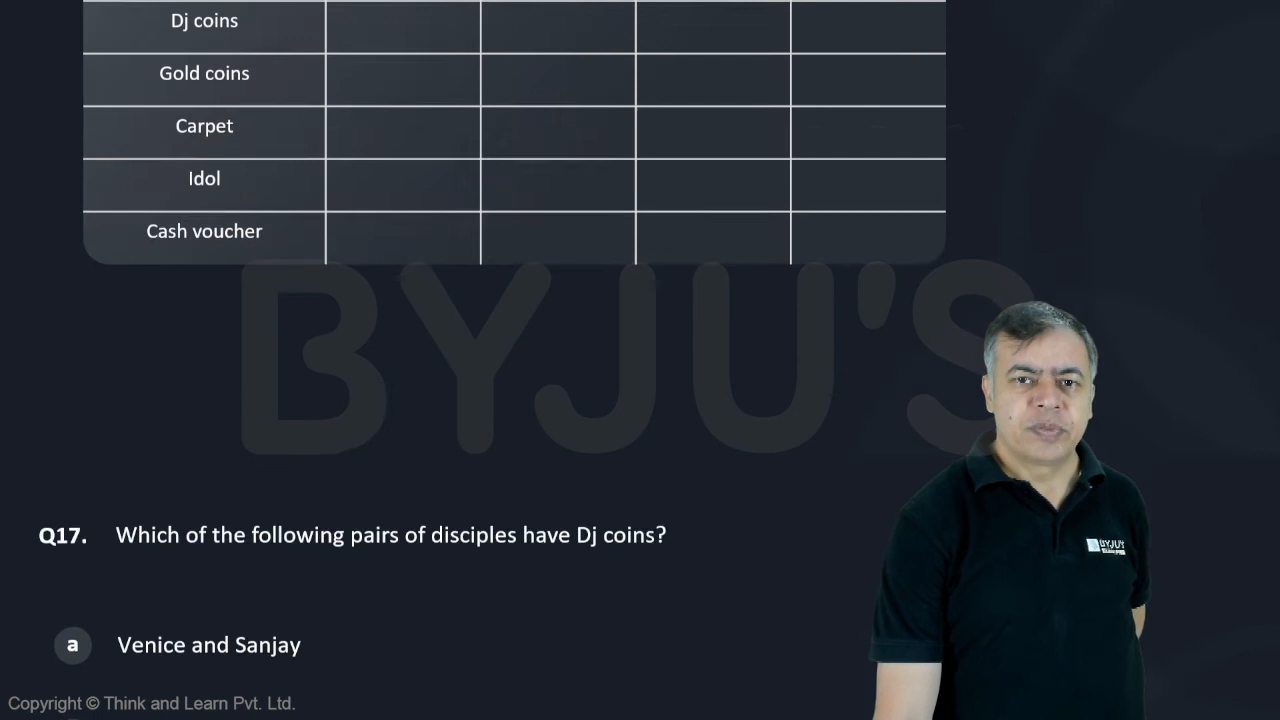 Dj coins
Gold coins
Carpet
Idol
Cash voucher
BYJU'S
Q17. Which of the following pairs of disciples have Dj coins?
BYJU'S
a Venice and Sanjay
Copyright © Think and Learn Pvt. Ltd.